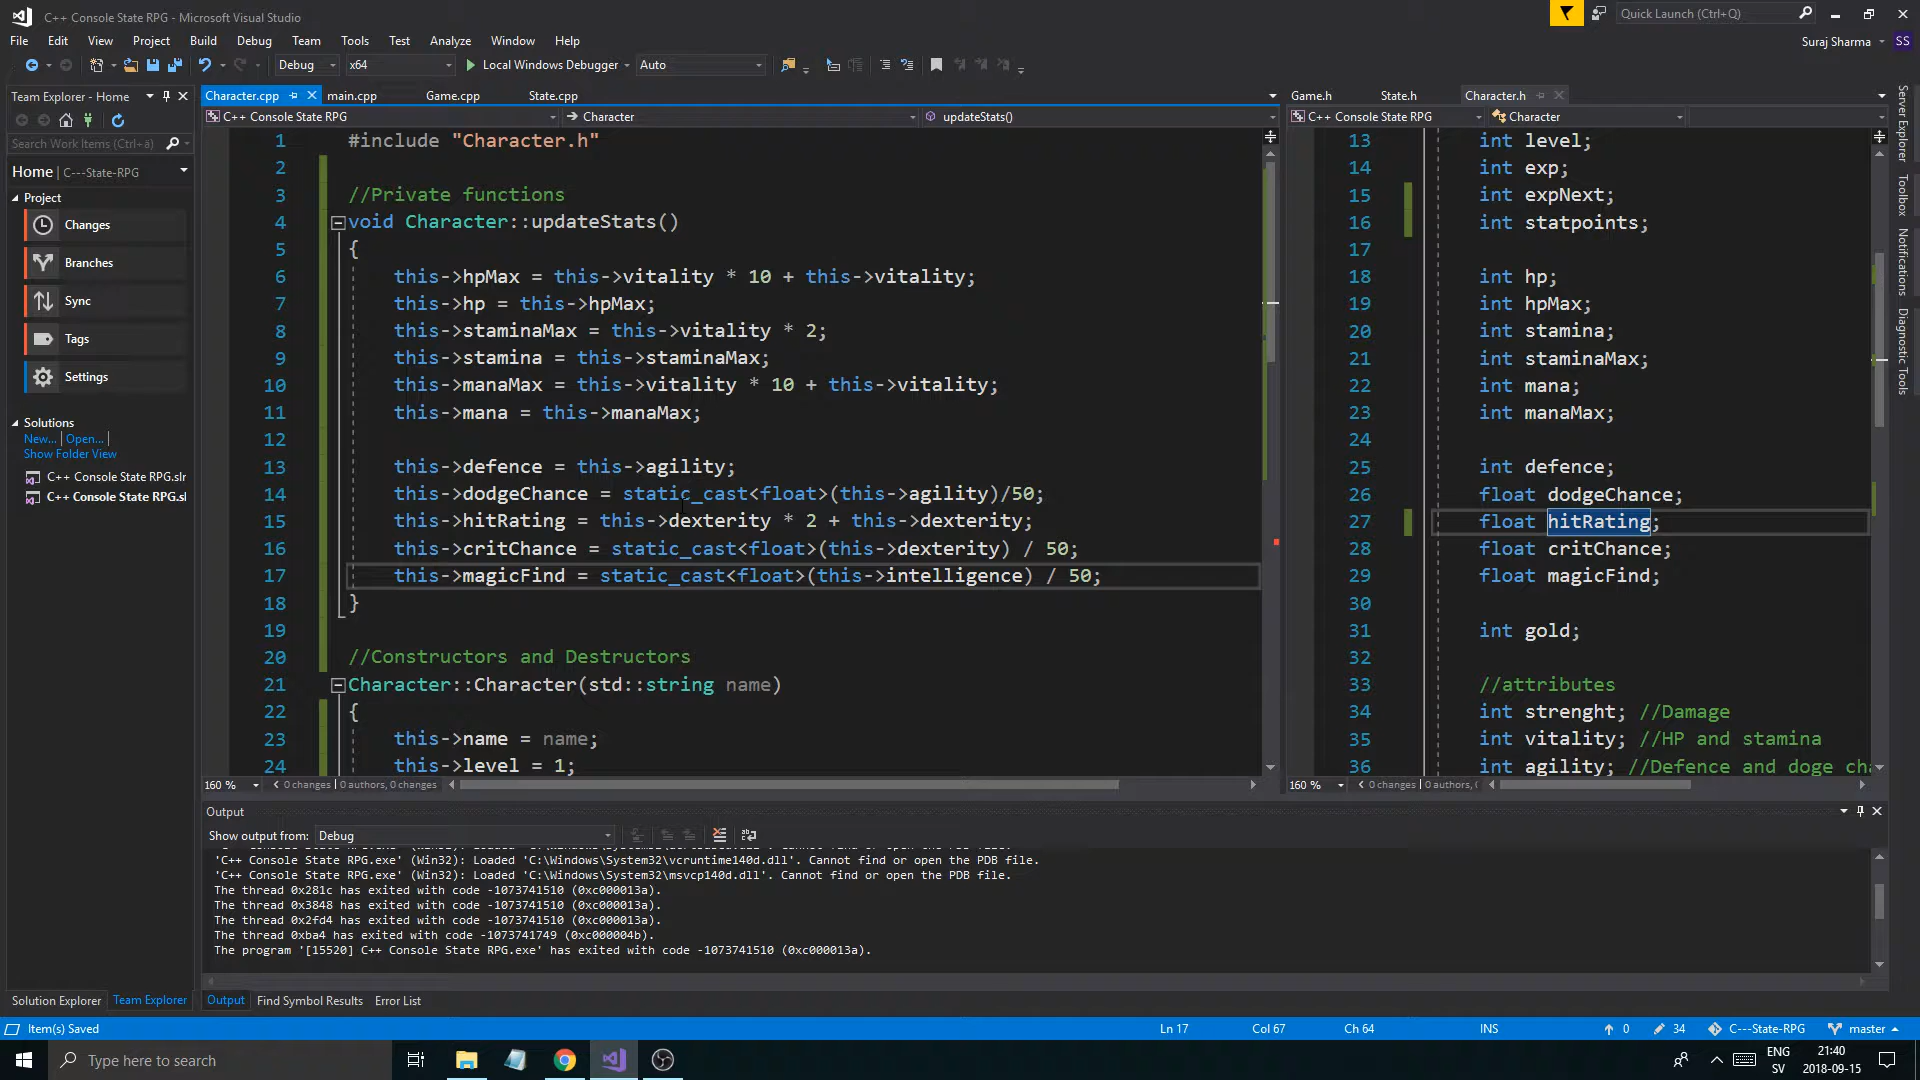 C++ Console State RPG - Microsoft Visual Studio
Quick Launch (Ctrl+Q)
File Edit View Project Build Debug Team Tools Test Analyze Window Help
Suraj Sharma SS
Debug x64 Local Windows Debugger Auto
Team Explorer - Home
Search Work Items (Ctrl+ä)
Home C---State-RPG
Project
Changes
Branches
Sync
Tags
Settings
Solutions
New... Open...
Show Folder View
C++ Console State RPG.slr
C++ Console State RPG.sl
Character.cpp main.cpp Game.cpp State.cpp
C++ Console State RPG Character updateStats()
1 #include "Character.h"
2
3 //Private functions
4 void Character::updateStats()
5 {
6 this->hpMax = this->vitality * 10 + this->vitality;
7 this->hp = this->hpMax;
8 this->staminaMax = this->vitality * 2;
9 this->stamina = this->staminaMax;
10 this->manaMax = this->vitality * 10 + this->vitality;
11 this->mana = this->manaMax;
12
13 this->defence = this->agility;
14 this->dodgeChance = static_cast<float>(this->agility)/50;
15 this->hitRating = this->dexterity * 2 + this->dexterity;
16 this->critChance = static_cast<float>(this->dexterity) / 50;
17 this->magicFind = static_cast<float>(this->intelligence) / 50;
18 }
19
20 //Constructors and Destructors
21 Character::Character(std::string name)
22 {
23 this->name = name;
24 this->level = 1;
160 % 0 changes 0 authors, 0 changes
Game.h State.h Character.h
C++ Console State RPG Character
13 int level;
14 int exp;
15 int expNext;
16 int statpoints;
17
18 int hp;
19 int hpMax;
20 int stamina;
21 int staminaMax;
22 int mana;
23 int manaMax;
24
25 int defence;
26 float dodgeChance;
27 float hitRating;
28 float critChance;
29 float magicFind;
30
31 int gold;
32
33 //attributes
34 int strenght; //Damage
35 int vitality; //HP and stamina
36 int agility; //Defence and doge cha
160 % 0 changes 0 authors, (
Server Explorer
Toolbox
Notifications
Diagnostic Tools
Output
Show output from: Debug
'C++ Console State RPG.exe' (Win32): Loaded 'C:\Windows\System32\vcruntime140d.dll'. Cannot find or open the PDB file.
'C++ Console State RPG.exe' (Win32): Loaded 'C:\Windows\System32\msvcp140d.dll'. Cannot find or open the PDB file.
The thread 0x281c has exited with code -1073741510 (0xc000013a).
The thread 0x3848 has exited with code -1073741510 (0xc000013a).
The thread 0x2fd4 has exited with code -1073741510 (0xc000013a).
The thread 0xba4 has exited with code -1073741749 (0xc000004b).
The program '[15520] C++ Console State RPG.exe' has exited with code -1073741510 (0xc000013a).
Solution Explorer Team Explorer Output Find Symbol Results Error List
Item(s) Saved Ln 17 Col 67 Ch 64 INS 0 34 C---State-RPG master
Type here to search
ENG
SV
21:40
2018-09-15